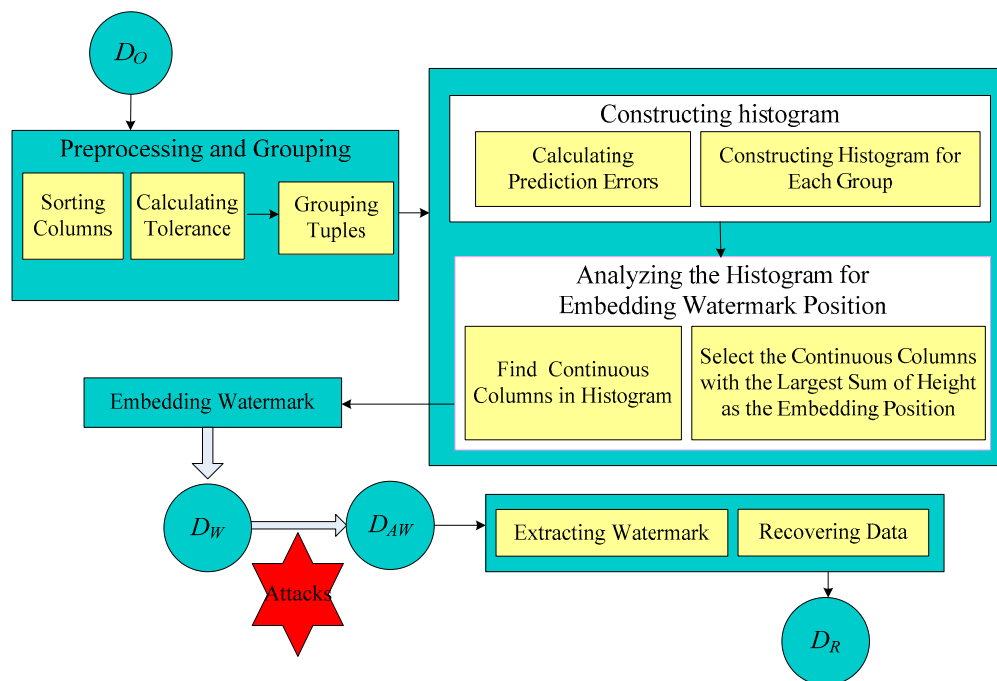 D_O
Preprocessing and Grouping
Sorting
Columns
Calculating
Tolerance
Grouping
Tuples
Constructing histogram
Calculating
Prediction Errors
Constructing Histogram for
Each Group
Analyzing the Histogram for
Embedding Watermark Position
Find Continuous
Columns in Histogram
Select the Continuous Columns
with the Largest Sum of Height
as the Embedding Position
Embedding Watermark
D_W
Attacks
D_AW
Extracting Watermark
Recovering Data
D_R